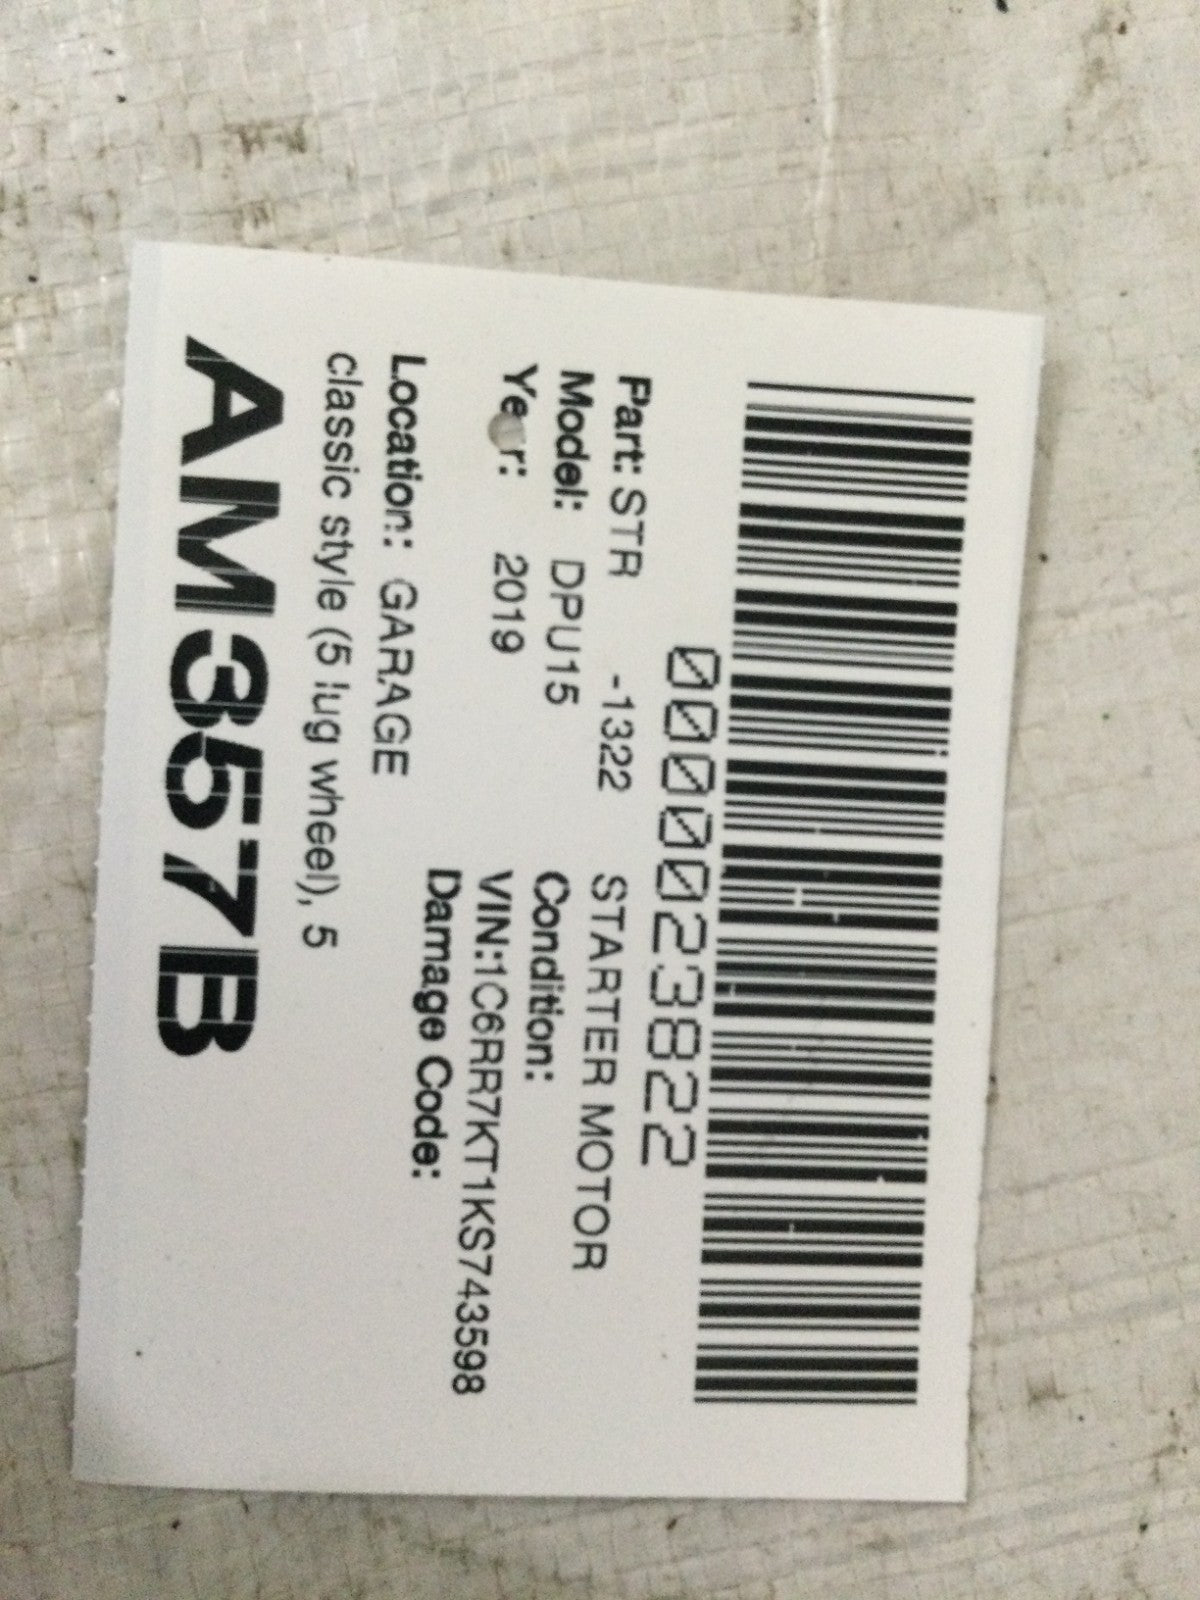 0000023822
Part: STR -1322 STARTER MOTOR
Model: DPU15 Condition:
Year: 2019 VIN:1C6RR7KT1KS743598
Damage Code:
Location: GARAGE
classic style (5 lug wheel), 5
AM357B